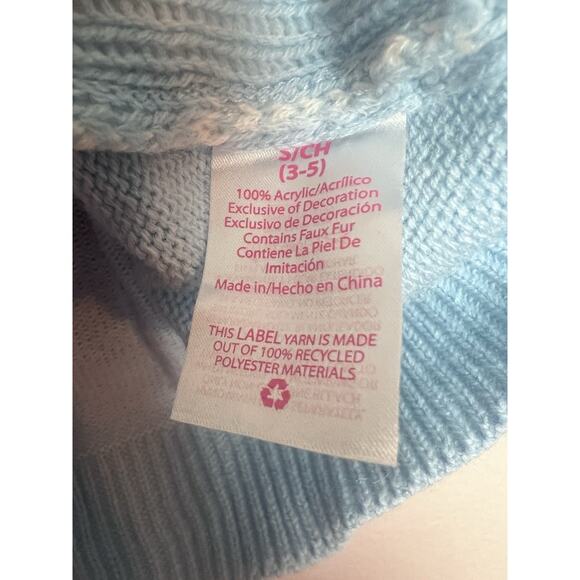 S/CH
(3-5)
100% Acrylic/Acrílico
Exclusive of Decoration
Exclusivo de Decoración
Contains Faux Fur
Contiene La Piel De
Imitación
Made in/Hecho en China
THIS LABEL YARN IS MADE
OUT OF 100% RECYCLED
POLYESTER MATERIALS